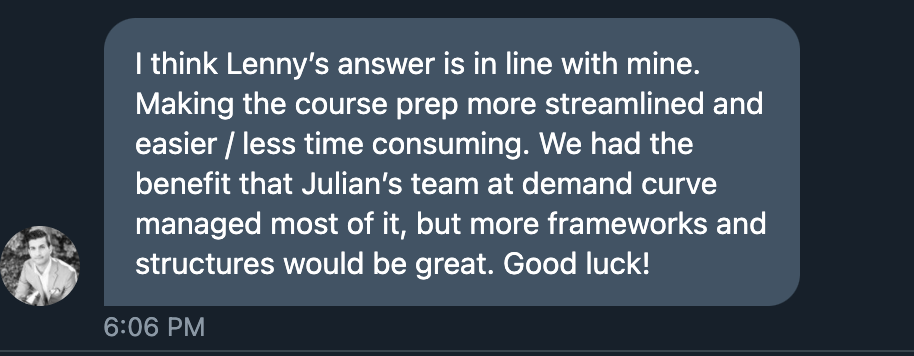 I think Lenny’s answer is in line with mine.
Making the course prep more streamlined and
easier / less time consuming. We had the
benefit that Julian’s team at demand curve
managed most of it, but more frameworks and
structures would be great. Good luck!
6:06 PM